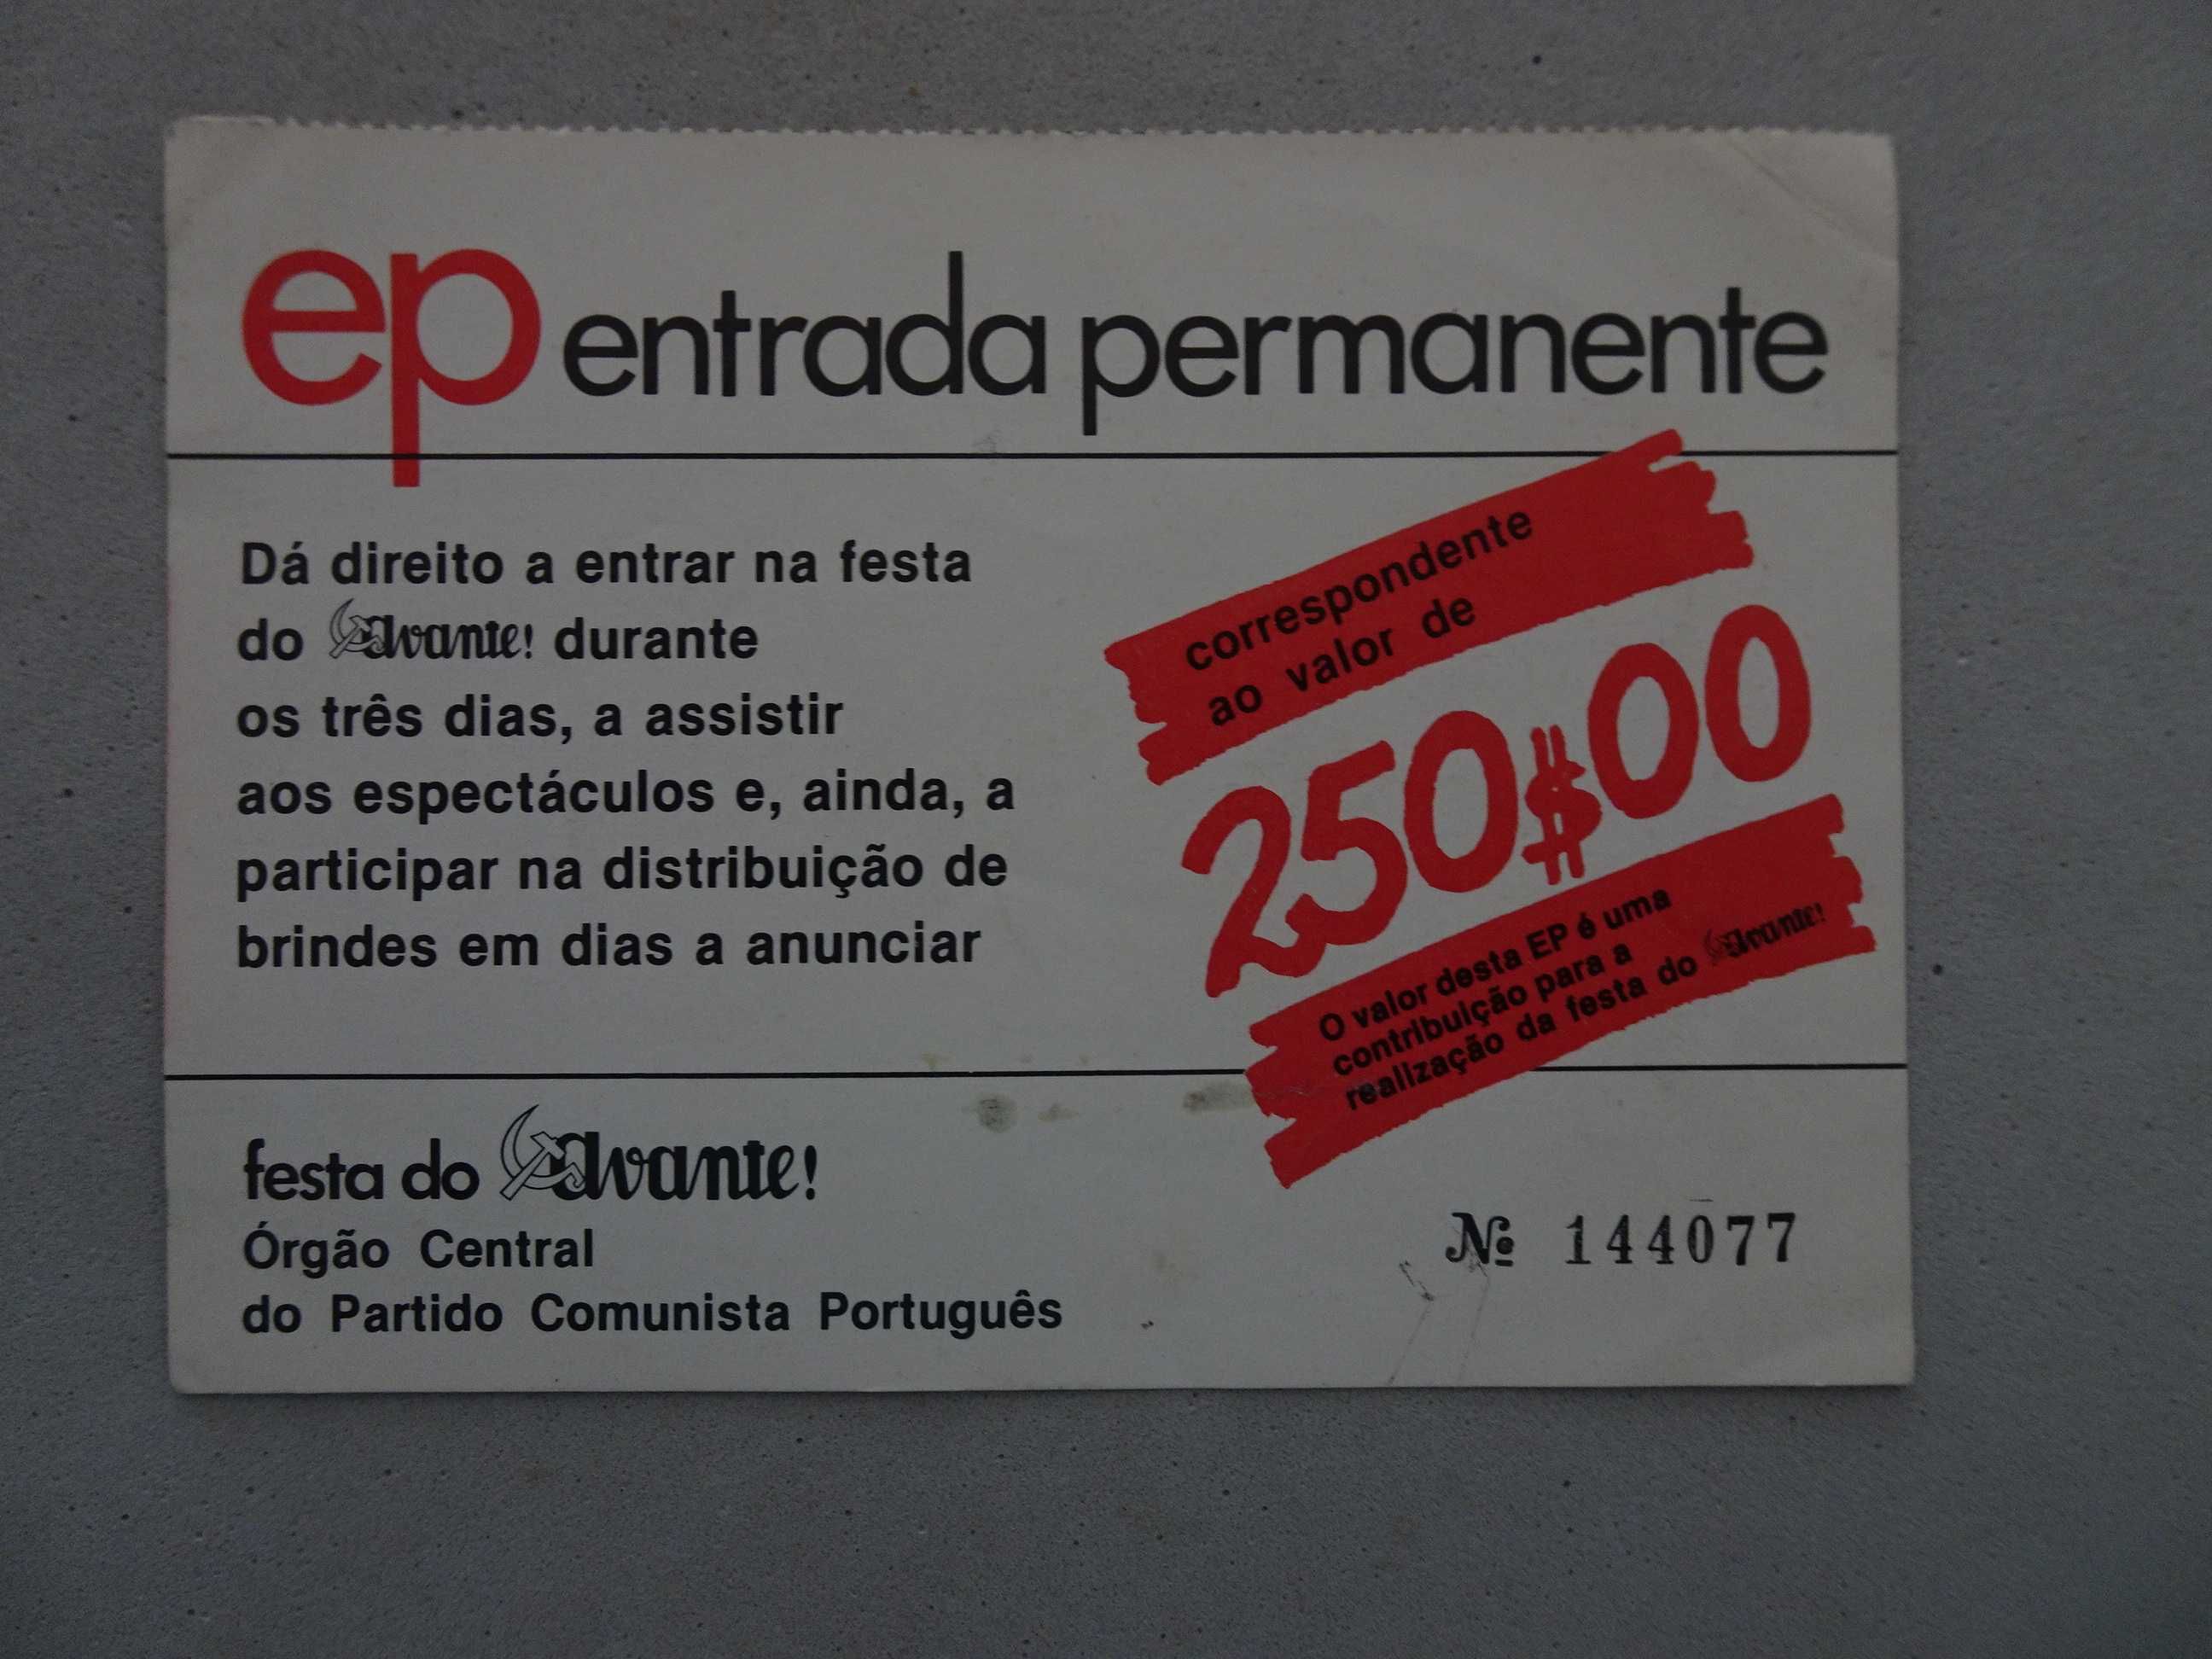 ep entrada permanente
Dá direito a entrar na festa
do avante! durante
os três dias, a assistir
aos espectáculos e, ainda, a
participar na distribuição de
brindes em dias a anunciar
correspondente
ao valor de
250$00
O valor desta EP é uma
contribuição para a
realização da festa do avante!
festa do avante!
Órgão Central
do Partido Comunista Português
Nº 144077